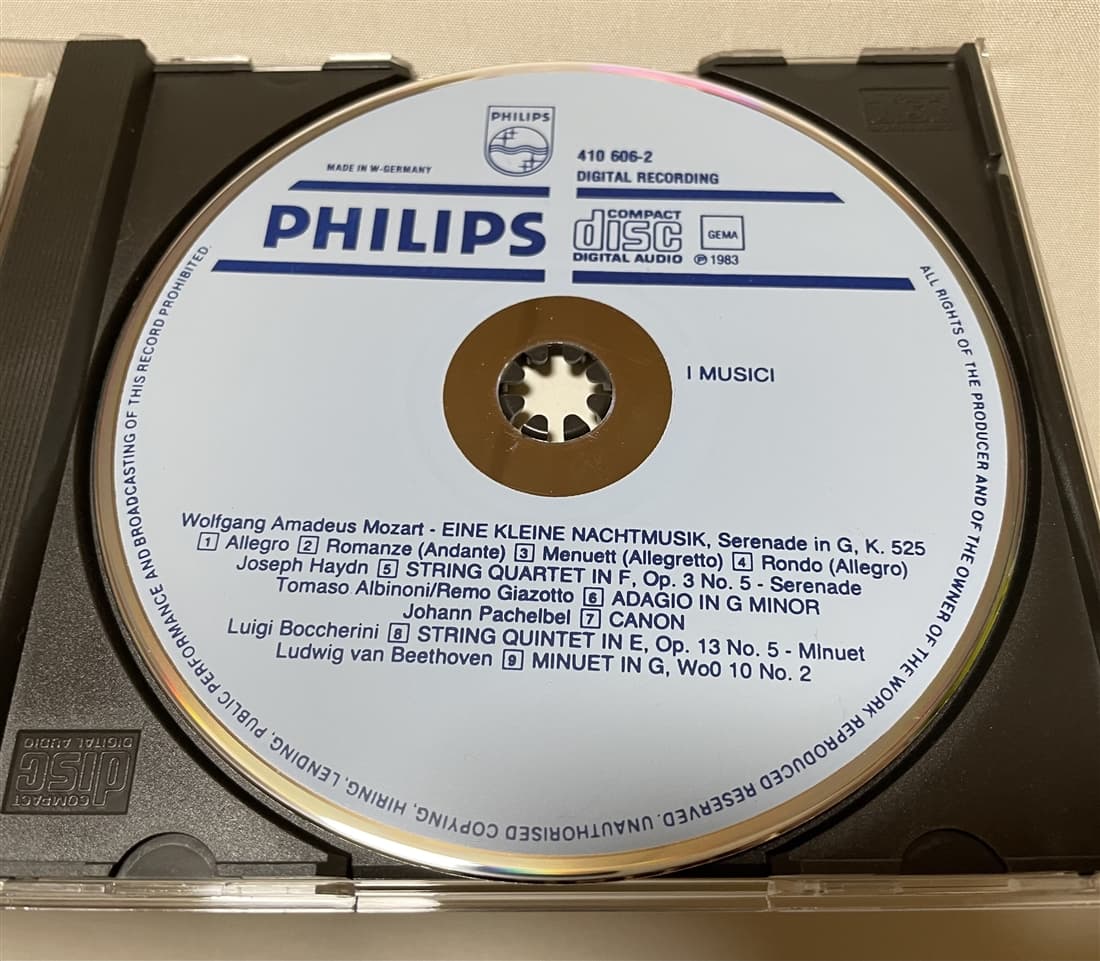 PHILIPS
410 606-2
MADE IN W-GERMANY
DIGITAL RECORDING
PHILIPS
COMPACT
disc
DIGITAL AUDIO
GEMA
℗ 1983
I MUSICI
Wolfgang Amadeus Mozart - EINE KLEINE NACHTMUSIK, Serenade in G, K. 525
1 Allegro 2 Romanze (Andante) 3 Menuett (Allegretto) 4 Rondo (Allegro)
Joseph Haydn 5 STRING QUARTET IN F, Op. 3 No. 5 - Serenade
Tomaso Albinoni/Remo Giazotto 6 ADAGIO IN G MINOR
Johann Pachelbel 7 CANON
Luigi Boccherini 8 STRING QUINTET IN E, Op. 13 No. 5 - Minuet
Ludwig van Beethoven 9 MINUET IN G, WoO 10 No. 2
ALL RIGHTS OF THE PRODUCER AND OF THE OWNER OF THE WORK REPRODUCED RESERVED. UNAUTHORISED COPYING, HIRING, LENDING, PUBLIC PERFORMANCE AND BROADCASTING OF THIS RECORD PROHIBITED.
COMPACT
disc
DIGITAL AUDIO